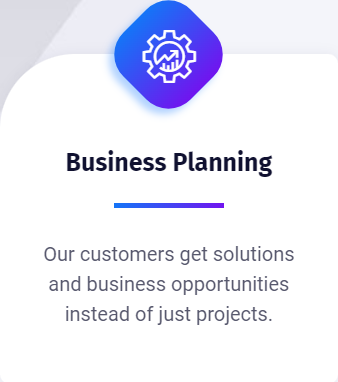 Business Planning
Our customers get solutions
and business opportunities
instead of just projects.